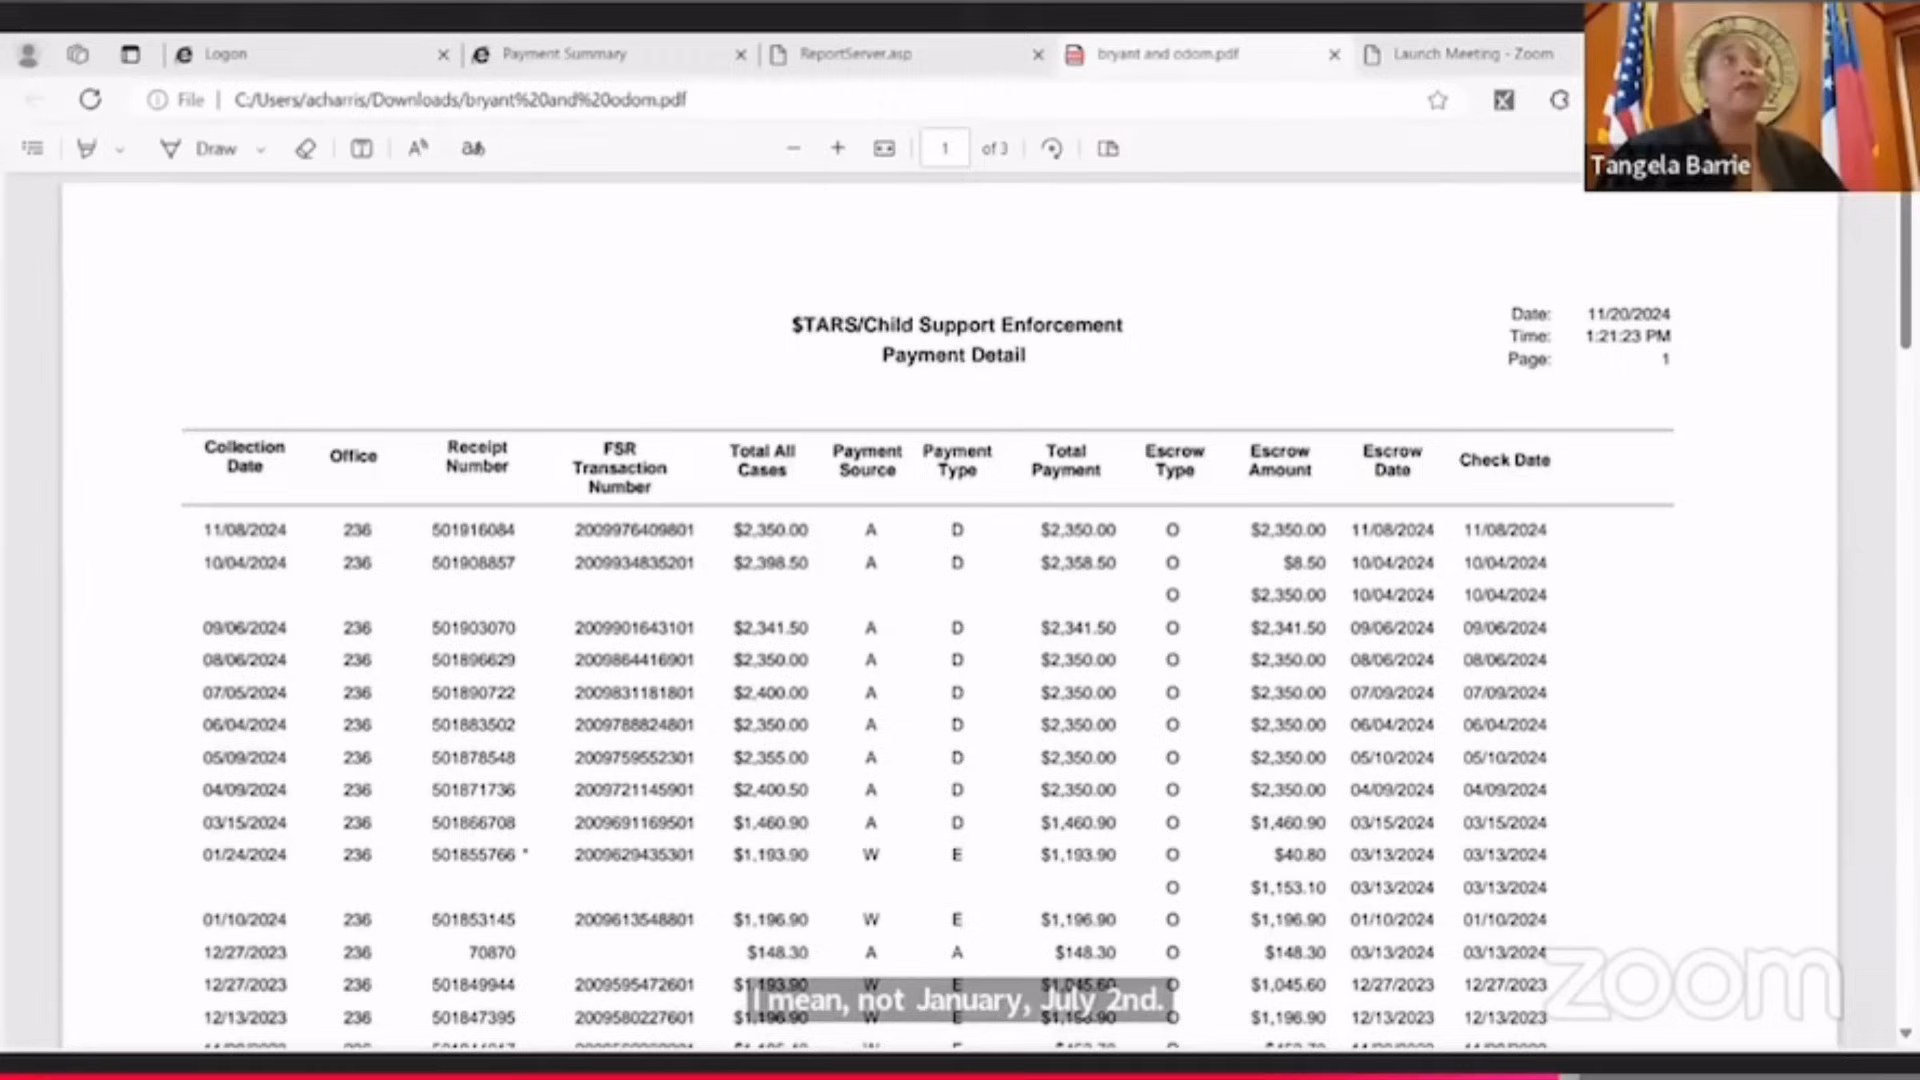 Logon Payment Summary ReportServer.asp bryant and odom.pdf Launch Meeting - Zoom
File C:/Users/acharris/Downloads/bryant%20and%20odom.pdf
Draw 1 of 3
Tangela Barrie
$TARS/Child Support Enforcement
Payment Detail
Date: 11/20/2024
Time: 1:21:23 PM
Page: 1
Collection Date Office Receipt Number FSR Transaction Number Total All Cases Payment Source Payment Type Total Payment Escrow Type Escrow Amount Escrow Date Check Date
11/08/2024 236 501916084 2009976409801 $2,350.00 A D $2,350.00 O $2,350.00 11/08/2024 11/08/2024
10/04/2024 236 501908857 2009934835201 $2,398.50 A D $2,358.50 O $8.50 10/04/2024 10/04/2024
O $2,350.00 10/04/2024 10/04/2024
09/06/2024 236 501903070 2009901643101 $2,341.50 A D $2,341.50 O $2,341.50 09/06/2024 09/06/2024
08/06/2024 236 501896629 2009864416901 $2,350.00 A D $2,350.00 O $2,350.00 08/06/2024 08/06/2024
07/05/2024 236 501890722 2009831181801 $2,400.00 A D $2,350.00 O $2,350.00 07/09/2024 07/09/2024
06/04/2024 236 501883502 2009788824801 $2,350.00 A D $2,350.00 O $2,350.00 06/04/2024 06/04/2024
05/09/2024 236 501878548 2009759552301 $2,355.00 A D $2,350.00 O $2,350.00 05/10/2024 05/10/2024
04/09/2024 236 501871736 2009721145901 $2,400.50 A D $2,350.00 O $2,350.00 04/09/2024 04/09/2024
03/15/2024 236 501866708 2009691169501 $1,460.90 A D $1,460.90 O $1,460.90 03/15/2024 03/15/2024
01/24/2024 236 501855766 * 2009629435301 $1,193.90 W E $1,193.90 O $40.80 03/13/2024 03/13/2024
O $1,153.10 03/13/2024 03/13/2024
01/10/2024 236 501853145 2009613548801 $1,196.90 W E $1,196.90 O $1,196.90 01/10/2024 01/10/2024
12/27/2023 236 70870 $148.30 A A $148.30 O $148.30 03/13/2024 03/13/2024
12/27/2023 236 501849944 2009595472601 $1,193.90 W E $1,045.60 O $1,045.60 12/27/2023 12/27/2023
I mean, not January, July 2nd.
12/13/2023 236 501847395 2009580227601 $1,196.90 W E $1,196.90 O $1,196.90 12/13/2023 12/13/2023
zoom